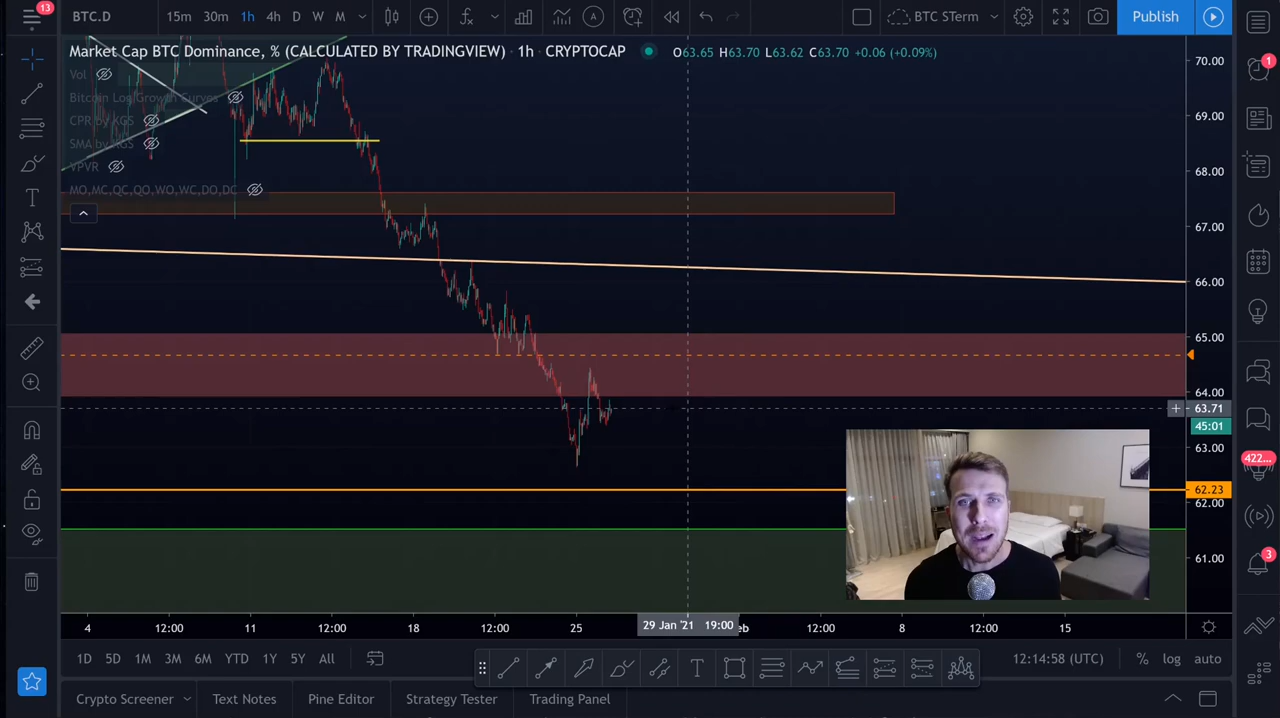 13
BTC.D
15m 30m 1h 4h D W M
BTC STerm
Publish
Market Cap BTC Dominance, % (CALCULATED BY TRADINGVIEW) · 1h · CRYPTOCAP
O63.65 H63.70 L63.62 C63.70 +0.06 (+0.09%)
Vol
Bitcoin Log Growth Curves
CPR by KGS
SMA by KGS
VPVR
MO,MC,QC,QO,WO,WC,DO,DC
70.00
69.00
68.00
67.00
66.00
65.00
64.00
63.71
45:01
63.00
62.23
62.00
61.00
1
422...
3
4 12:00 11 12:00 18 12:00 25 29 Jan '21 19:00 eb 12:00 8 12:00 15
1D 5D 1M 3M 6M YTD 1Y 5Y All
12:14:58 (UTC) % log auto
Crypto Screener Text Notes Pine Editor Strategy Tester Trading Panel